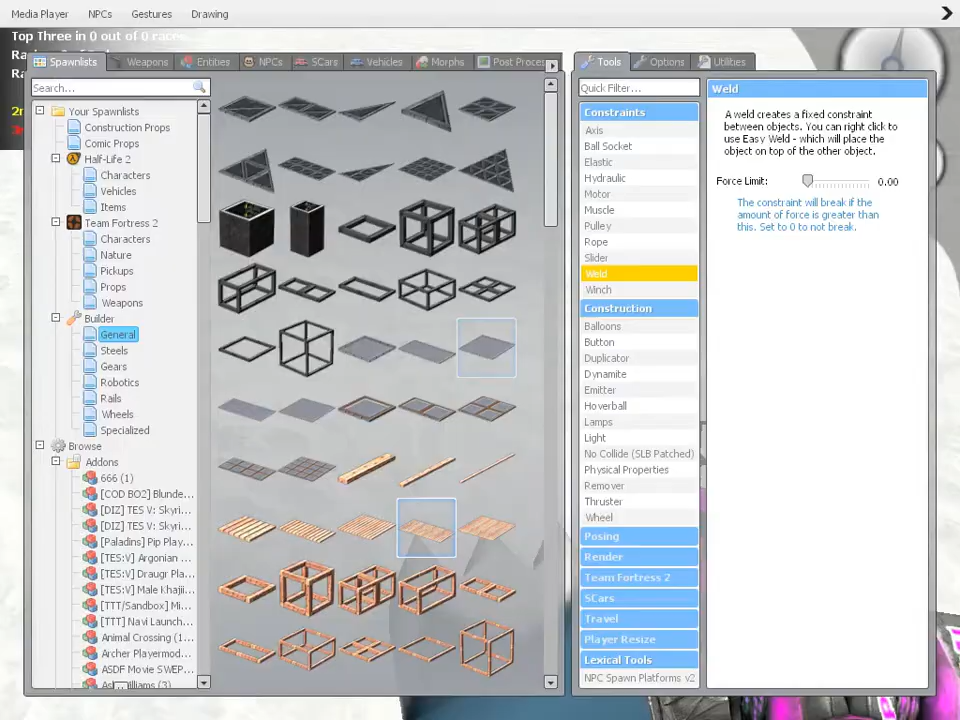 Media Player NPCs Gestures Drawing
Top Three in 0 out of 0 races
Spawnlists Weapons Entities NPCs SCars Vehicles Morphs Post Proces
Search...
Your Spawnlists
Construction Props
Comic Props
Half-Life 2
Characters
Vehicles
Items
Team Fortress 2
Characters
Nature
Pickups
Props
Weapons
Builder
General
Steels
Gears
Robotics
Rails
Wheels
Specialized
Browse
Addons
666 (1)
[COD BO2] Blunde...
[DIZ] TES V: Skyri...
[DIZ] TES V: Skyri...
[Paladins] Pip Play...
[TES:V] Argonian ...
[TES:V] Draugr Pla...
[TES:V] Male Khajii...
[TTT/Sandbox] Mi...
[TTT] Navi Grenad...
Animal Crossing (1...
Archer Playermod...
ASDF Movie SWEP...
Tools Options Utilities
Quick Filter...
Constraints
Axis
Ball Socket
Elastic
Hydraulic
Motor
Muscle
Pulley
Rope
Slider
Weld
Winch
Construction
Balloons
Button
Duplicator
Dynamite
Emitter
Hoverball
Lamps
Light
No Collide (SLB Patched)
Physical Properties
Remover
Thruster
Wheel
Posing
Render
Team Fortress 2
SCars
Travel
Player Resize
Lexical Tools
NPC Spawn Platforms v2
Weld
A weld creates a fixed constraint
between objects. You can right click to
use Easy Weld - which will place the
object on top of the other object.
Force Limit: 0.00
The constraint will break if the
amount of force is greater than
this. Set to 0 to not break.